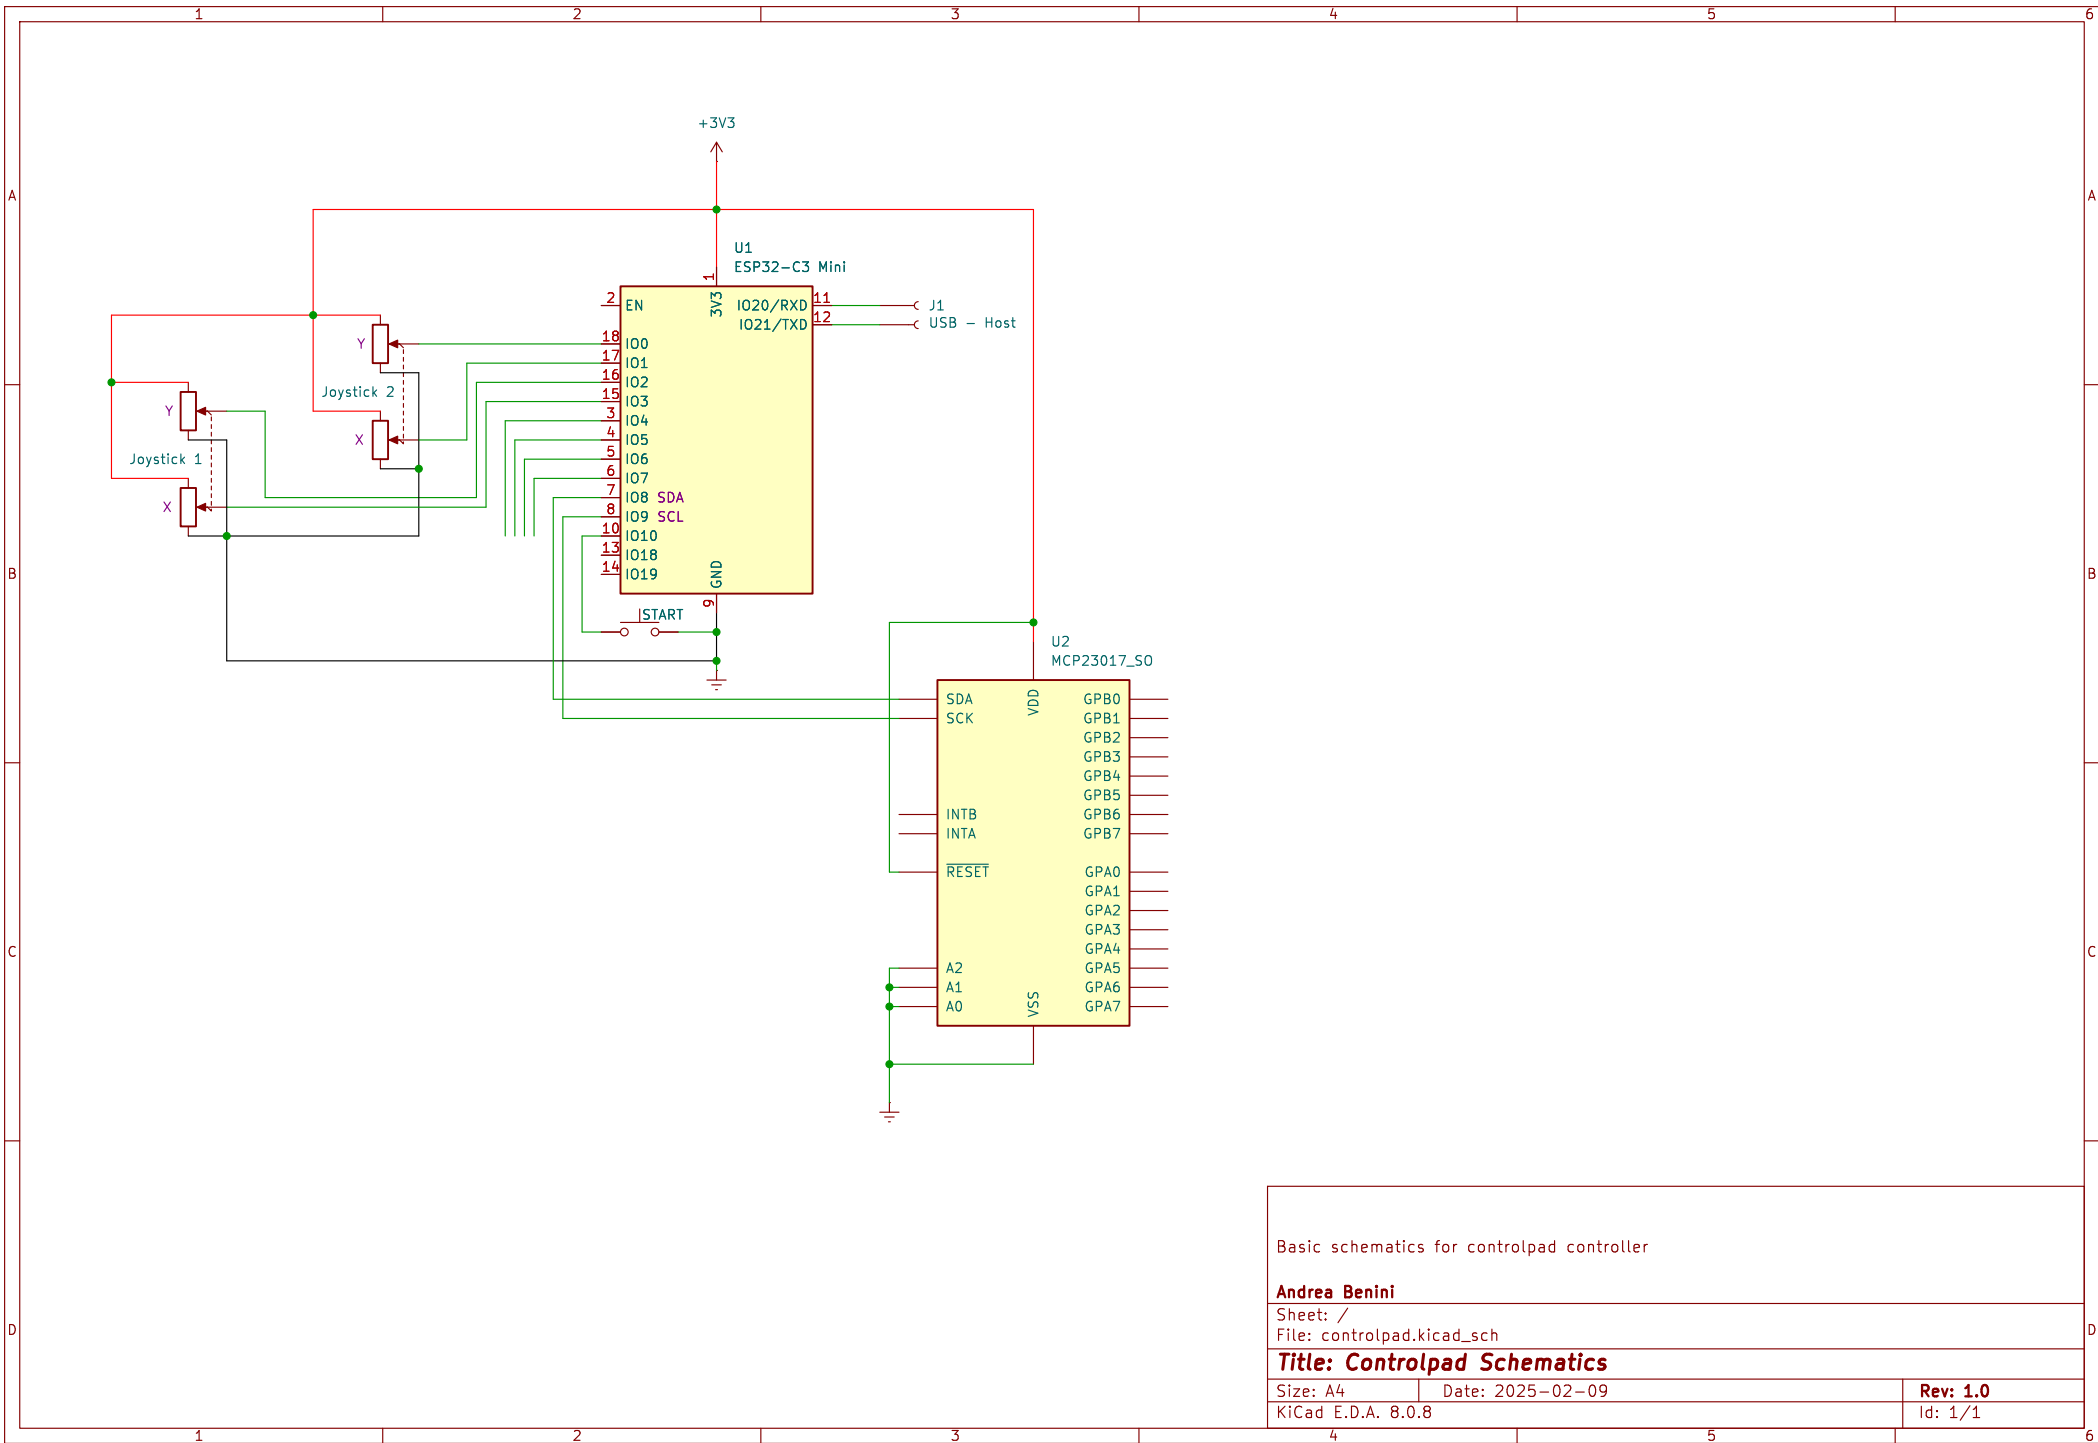 1 2 3 4 5 6
A A
+3V3
U1
ESP32-C3 Mini
1
3V3
2 EN
IO20/RXD 11
IO21/TXD 12
J1
USB - Host
18 IO0
17 IO1
16 IO2
15 IO3
3 IO4
4 IO5
5 IO6
6 IO7
7 IO8 SDA
8 IO9 SCL
10 IO10
13 IO18
14 IO19
GND
9
Y
Joystick 2
X
Y
Joystick 1
X
START
B B
U2
MCP23017_SO
VDD
SDA
SCK
INTB
INTA
RESET
A2
A1
A0
VSS
GPB0
GPB1
GPB2
GPB3
GPB4
GPB5
GPB6
GPB7
GPA0
GPA1
GPA2
GPA3
GPA4
GPA5
GPA6
GPA7
C C
D D
Basic schematics for controlpad controller
Andrea Benini
Sheet: /
File: controlpad.kicad_sch
Title: Controlpad Schematics
Size: A4 Date: 2025-02-09 Rev: 1.0
KiCad E.D.A. 8.0.8 Id: 1/1
1 2 3 4 5 6